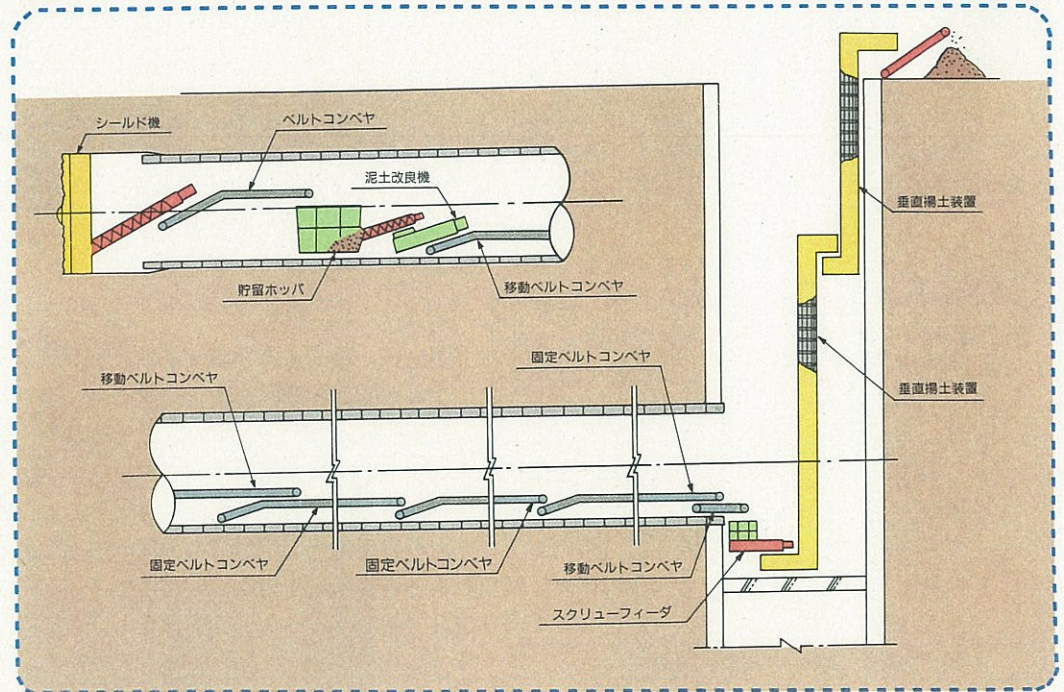 シールド機
ベルトコンベヤ
泥土改良機
貯留ホッパ
移動ベルトコンベヤ
垂直揚土装置
固定ベルトコンベヤ
移動ベルトコンベヤ
垂直揚土装置
固定ベルトコンベヤ
固定ベルトコンベヤ
移動ベルトコンベヤ
スクリューフィーダ